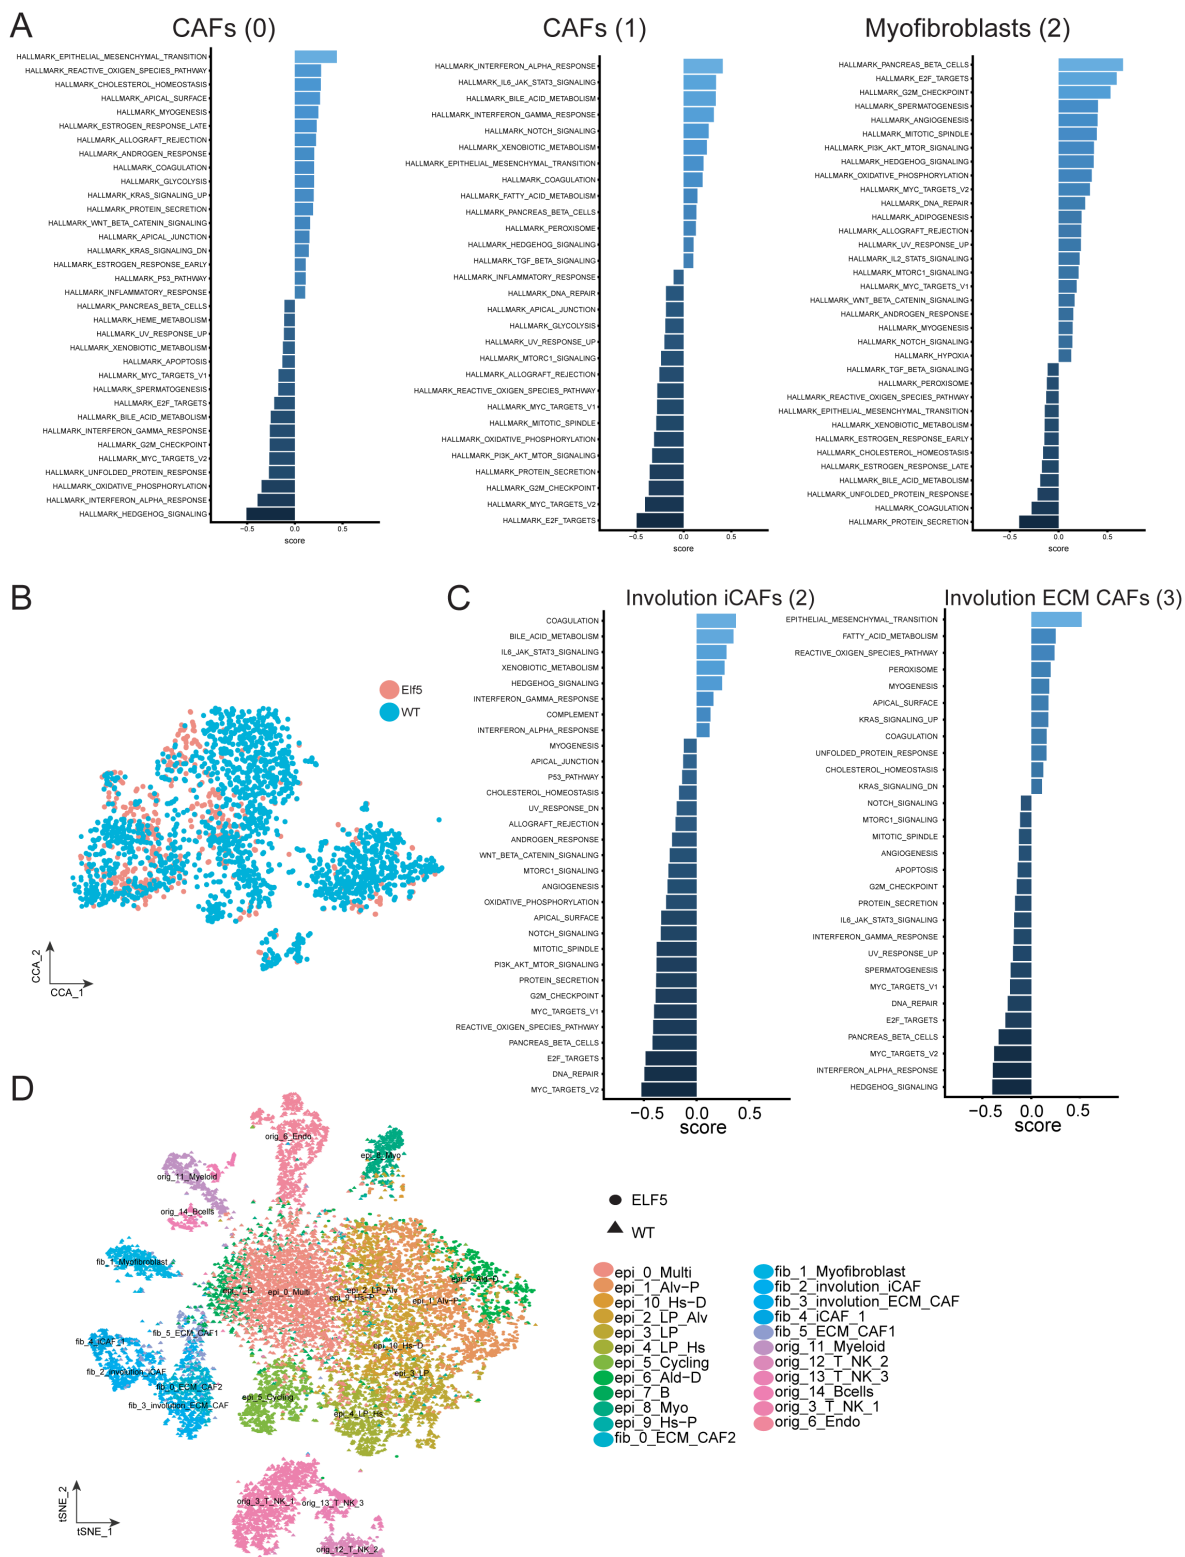 A
CAFs (0)
HALLMARK_EPITHELIAL_MESENCHYMAL_TRANSITION
HALLMARK_REACTIVE_OXIGEN_SPECIES_PATHWAY
HALLMARK_CHOLESTEROL_HOMEOSTASIS
HALLMARK_APICAL_SURFACE
HALLMARK_MYOGENESIS
HALLMARK_ESTROGEN_RESPONSE_LATE
HALLMARK_ALLOGRAFT_REJECTION
HALLMARK_ANDROGEN_RESPONSE
HALLMARK_COAGULATION
HALLMARK_GLYCOLYSIS
HALLMARK_KRAS_SIGNALING_UP
HALLMARK_PROTEIN_SECRETION
HALLMARK_WNT_BETA_CATENIN_SIGNALING
HALLMARK_APICAL_JUNCTION
HALLMARK_KRAS_SIGNALING_DN
HALLMARK_ESTROGEN_RESPONSE_EARLY
HALLMARK_P53_PATHWAY
HALLMARK_INFLAMMATORY_RESPONSE
HALLMARK_PANCREAS_BETA_CELLS
HALLMARK_HEME_METABOLISM
HALLMARK_UV_RESPONSE_UP
HALLMARK_XENOBIOTIC_METABOLISM
HALLMARK_APOPTOSIS
HALLMARK_MYC_TARGETS_V1
HALLMARK_SPERMATOGENESIS
HALLMARK_E2F_TARGETS
HALLMARK_BILE_ACID_METABOLISM
HALLMARK_INTERFERON_GAMMA_RESPONSE
HALLMARK_G2M_CHECKPOINT
HALLMARK_MYC_TARGETS_V2
HALLMARK_UNFOLDED_PROTEIN_RESPONSE
HALLMARK_OXIDATIVE_PHOSPHORYLATION
HALLMARK_INTERFERON_ALPHA_RESPONSE
HALLMARK_HEDGEHOG_SIGNALING
−0.5 0.0 0.5
score
CAFs (1)
HALLMARK_INTERFERON_ALPHA_RESPONSE
HALLMARK_IL6_JAK_STAT3_SIGNALING
HALLMARK_BILE_ACID_METABOLISM
HALLMARK_INTERFERON_GAMMA_RESPONSE
HALLMARK_NOTCH_SIGNALING
HALLMARK_XENOBIOTIC_METABOLISM
HALLMARK_EPITHELIAL_MESENCHYMAL_TRANSITION
HALLMARK_COAGULATION
HALLMARK_FATTY_ACID_METABOLISM
HALLMARK_PANCREAS_BETA_CELLS
HALLMARK_PEROXISOME
HALLMARK_HEDGEHOG_SIGNALING
HALLMARK_TGF_BETA_SIGNALING
HALLMARK_INFLAMMATORY_RESPONSE
HALLMARK_DNA_REPAIR
HALLMARK_APICAL_JUNCTION
HALLMARK_GLYCOLYSIS
HALLMARK_UV_RESPONSE_UP
HALLMARK_MTORC1_SIGNALING
HALLMARK_ALLOGRAFT_REJECTION
HALLMARK_REACTIVE_OXIGEN_SPECIES_PATHWAY
HALLMARK_MYC_TARGETS_V1
HALLMARK_MITOTIC_SPINDLE
HALLMARK_OXIDATIVE_PHOSPHORYLATION
HALLMARK_PI3K_AKT_MTOR_SIGNALING
HALLMARK_PROTEIN_SECRETION
HALLMARK_G2M_CHECKPOINT
HALLMARK_MYC_TARGETS_V2
HALLMARK_E2F_TARGETS
−0.5 0.0 0.5
score
Myofibroblasts (2)
HALLMARK_PANCREAS_BETA_CELLS
HALLMARK_E2F_TARGETS
HALLMARK_G2M_CHECKPOINT
HALLMARK_SPERMATOGENESIS
HALLMARK_ANGIOGENESIS
HALLMARK_MITOTIC_SPINDLE
HALLMARK_PI3K_AKT_MTOR_SIGNALING
HALLMARK_HEDGEHOG_SIGNALING
HALLMARK_OXIDATIVE_PHOSPHORYLATION
HALLMARK_MYC_TARGETS_V2
HALLMARK_DNA_REPAIR
HALLMARK_ADIPOGENESIS
HALLMARK_ALLOGRAFT_REJECTION
HALLMARK_UV_RESPONSE_UP
HALLMARK_IL2_STAT5_SIGNALING
HALLMARK_MTORC1_SIGNALING
HALLMARK_MYC_TARGETS_V1
HALLMARK_WNT_BETA_CATENIN_SIGNALING
HALLMARK_ANDROGEN_RESPONSE
HALLMARK_MYOGENESIS
HALLMARK_NOTCH_SIGNALING
HALLMARK_HYPOXIA
HALLMARK_TGF_BETA_SIGNALING
HALLMARK_PEROXISOME
HALLMARK_REACTIVE_OXIGEN_SPECIES_PATHWAY
HALLMARK_EPITHELIAL_MESENCHYMAL_TRANSITION
HALLMARK_XENOBIOTIC_METABOLISM
HALLMARK_ESTROGEN_RESPONSE_EARLY
HALLMARK_CHOLESTEROL_HOMEOSTASIS
HALLMARK_ESTROGEN_RESPONSE_LATE
HALLMARK_BILE_ACID_METABOLISM
HALLMARK_UNFOLDED_PROTEIN_RESPONSE
HALLMARK_COAGULATION
HALLMARK_PROTEIN_SECRETION
−0.5 0.0 0.5
score
B
Elf5
WT
CCA_2
CCA_1
C
Involution iCAFs (2)
COAGULATION
BILE_ACID_METABOLISM
IL6_JAK_STAT3_SIGNALING
XENOBIOTIC_METABOLISM
HEDGEHOG_SIGNALING
INTERFERON_GAMMA_RESPONSE
COMPLEMENT
INTERFERON_ALPHA_RESPONSE
MYOGENESIS
APICAL_JUNCTION
P53_PATHWAY
CHOLESTEROL_HOMEOSTASIS
UV_RESPONSE_DN
ALLOGRAFT_REJECTION
ANDROGEN_RESPONSE
WNT_BETA_CATENIN_SIGNALING
MTORC1_SIGNALING
ANGIOGENESIS
OXIDATIVE_PHOSPHORYLATION
APICAL_SURFACE
NOTCH_SIGNALING
MITOTIC_SPINDLE
PI3K_AKT_MTOR_SIGNALING
PROTEIN_SECRETION
G2M_CHECKPOINT
MYC_TARGETS_V1
REACTIVE_OXIGEN_SPECIES_PATHWAY
PANCREAS_BETA_CELLS
E2F_TARGETS
DNA_REPAIR
MYC_TARGETS_V2
−0.5 0.0 0.5
score
Involution ECM CAFs (3)
EPITHELIAL_MESENCHYMAL_TRANSITION
FATTY_ACID_METABOLISM
REACTIVE_OXIGEN_SPECIES_PATHWAY
PEROXISOME
MYOGENESIS
APICAL_SURFACE
KRAS_SIGNALING_UP
COAGULATION
UNFOLDED_PROTEIN_RESPONSE
CHOLESTEROL_HOMEOSTASIS
KRAS_SIGNALING_DN
NOTCH_SIGNALING
MTORC1_SIGNALING
MITOTIC_SPINDLE
ANGIOGENESIS
APOPTOSIS
G2M_CHECKPOINT
PROTEIN_SECRETION
IL6_JAK_STAT3_SIGNALING
INTERFERON_GAMMA_RESPONSE
UV_RESPONSE_UP
SPERMATOGENESIS
MYC_TARGETS_V1
DNA_REPAIR
E2F_TARGETS
PANCREAS_BETA_CELLS
MYC_TARGETS_V2
INTERFERON_ALPHA_RESPONSE
HEDGEHOG_SIGNALING
−0.5 0.0 0.5
score
D
orig_6_Endo
epi_8_Myo
orig_11_Myeloid
orig_14_Bcells
fib_1_Myofibroblast
epi_7_B
epi_0_Multi
epi_2_LP_Alv
epi_9_Hs−P
epi_1_Alv−P
epi_6_Ald−D
fib_5_ECM_CAF1
fib_4_iCAF_1
epi_10_Hs−D
fib_2_involution_iCAF
epi_3_LP
fib_0_ECM_CAF2
epi_5_Cycling
fib_3_involution_ECM−CAF
epi_4_LP_Hs
orig_3_T_NK_1
orig_13_T_NK_3
orig_12_T_NK_2
tSNE_2
tSNE_1
ELF5
WT
epi_0_Multi
epi_1_Alv−P
epi_10_Hs−D
epi_2_LP_Alv
epi_3_LP
epi_4_LP_Hs
epi_5_Cycling
epi_6_Ald−D
epi_7_B
epi_8_Myo
epi_9_Hs−P
fib_0_ECM_CAF2
fib_1_Myofibroblast
fib_2_involution_iCAF
fib_3_involution_ECM_CAF
fib_4_iCAF_1
fib_5_ECM_CAF1
orig_11_Myeloid
orig_12_T_NK_2
orig_13_T_NK_3
orig_14_Bcells
orig_3_T_NK_1
orig_6_Endo